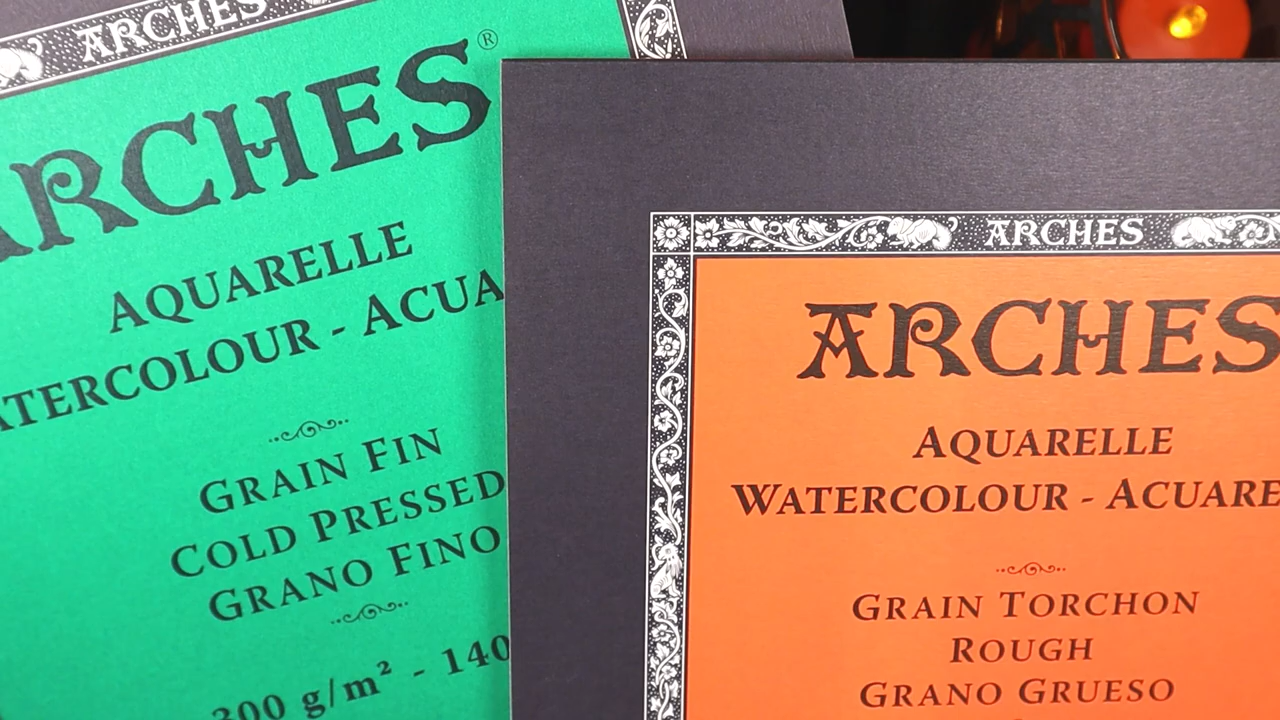 ARCHES
ARCHES®
AQUARELLE
WATERCOLOUR - ACUA
GRAIN FIN
COLD PRESSED
GRANO FINO
300 g/m² - 140
ARCHES
ARCHES
AQUARELLE
WATERCOLOUR - ACUARE
GRAIN TORCHON
ROUGH
GRANO GRUESO